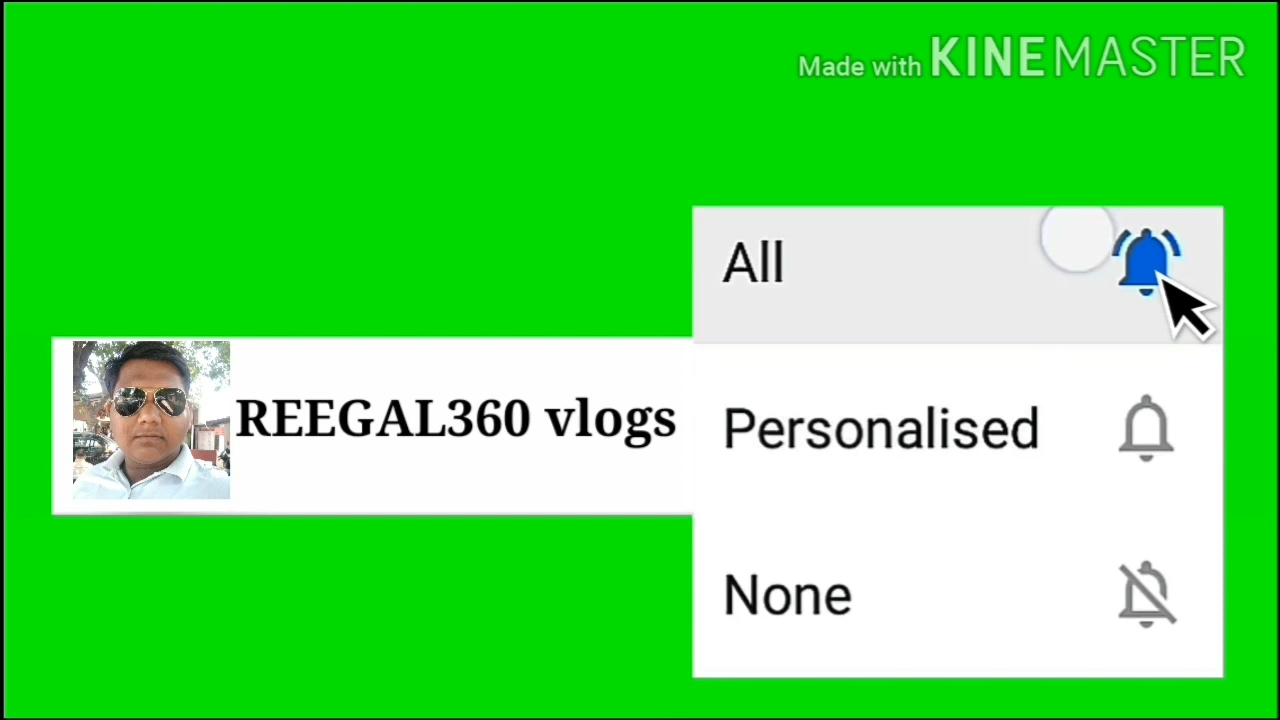 Made with KINEMASTER
All
REEGAL360 vlogs
Personalised
None